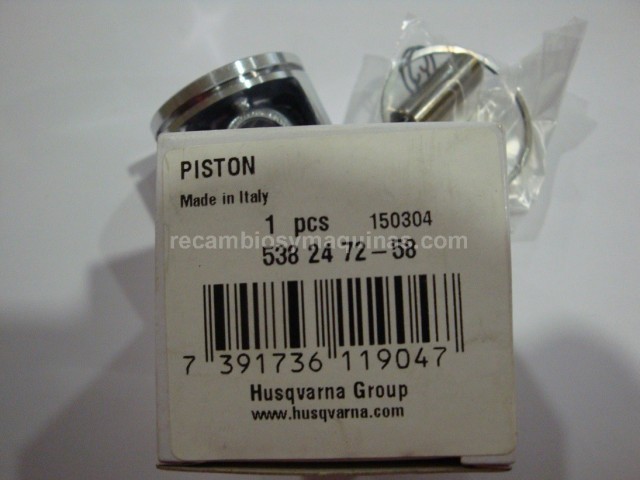 PISTON
Made in Italy
1 pcs 150304
recambiosymaquinas.com
538 24 72-58
7 391736 119047
Husqvarna Group
www.husqvarna.com